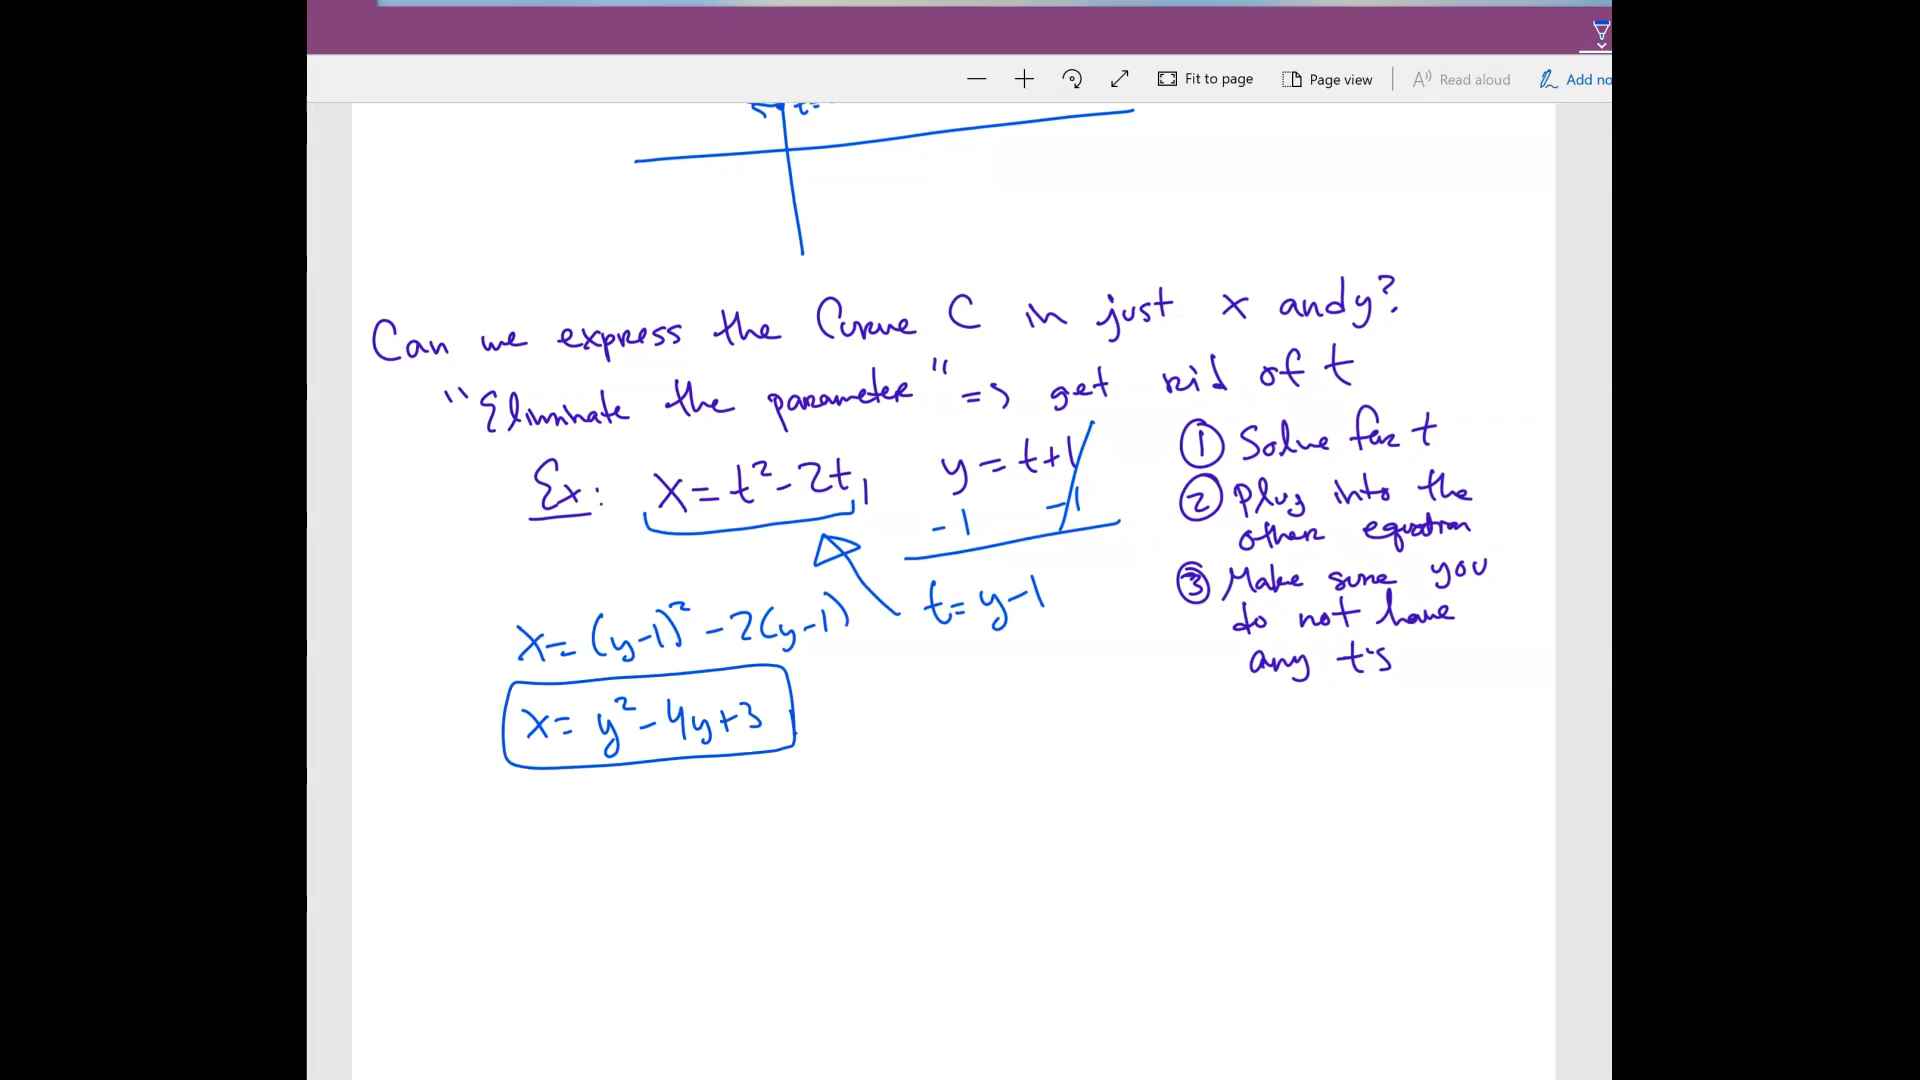 Fit to page
Page view
Read aloud
Add no
t=
Can we express the Curve C in just x and y?
"Eliminate the parameter" => get rid of t
Ex: x = t² - 2t, y = t + 1
-1 -1
t = y - 1
x = (y-1)² - 2(y-1)
x = y² - 4y + 3
① Solve for t
② Plug into the
other equation
③ Make sure you
do not have
any t's